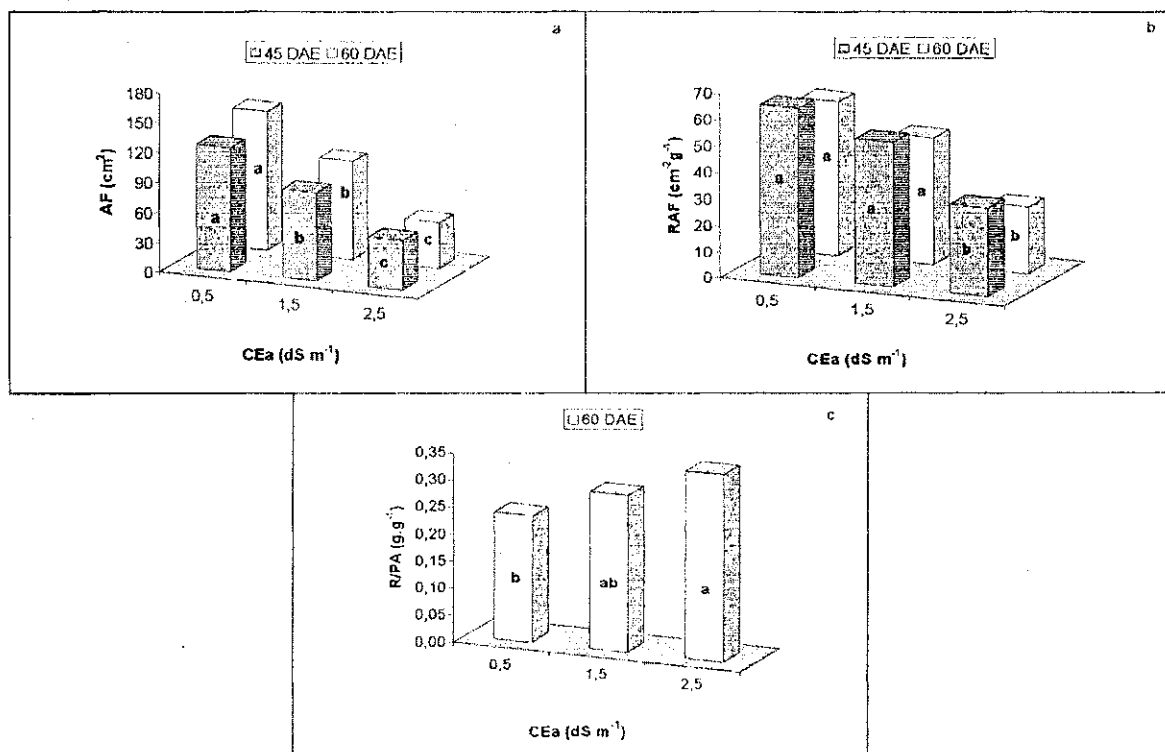 a
45 DAE 60 DAE
AF (cm²)
180
150
120
90
60
30
0
a
a
b
b
c
c
0,5
1,5
2,5
CEa (dS m⁻¹)
b
45 DAE 60 DAE
RAF (cm² g⁻¹)
70
60
50
40
30
20
10
0
a
a
a
a
b
b
0,5
1,5
2,5
CEa (dS m⁻¹)
c
60 DAE
R/PA (g.g⁻¹)
0,35
0,30
0,25
0,20
0,15
0,10
0,05
0,00
b
ab
a
0,5
1,5
2,5
CEa (dS m⁻¹)